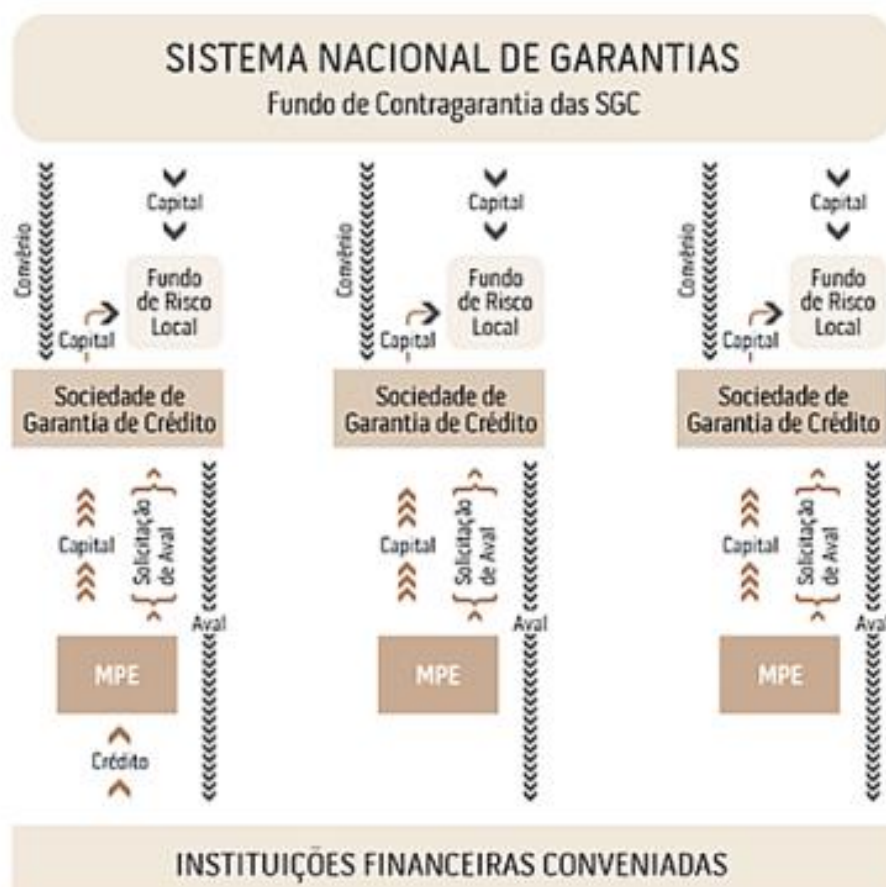 SISTEMA NACIONAL DE GARANTIAS
Fundo de Contragarantia das SGC
Convênio
Capital
Fundo
de Risco
Local
Capital
Convênio
Capital
Fundo
de Risco
Local
Capital
Convênio
Capital
Fundo
de Risco
Local
Capital
Sociedade de
Garantia de Crédito
Sociedade de
Garantia de Crédito
Sociedade de
Garantia de Crédito
Capital
Solicitação
de Aval
Aval
Capital
Solicitação
de Aval
Aval
Capital
Solicitação
de Aval
Aval
MPE
MPE
MPE
Crédito
INSTITUIÇÕES FINANCEIRAS CONVENIADAS